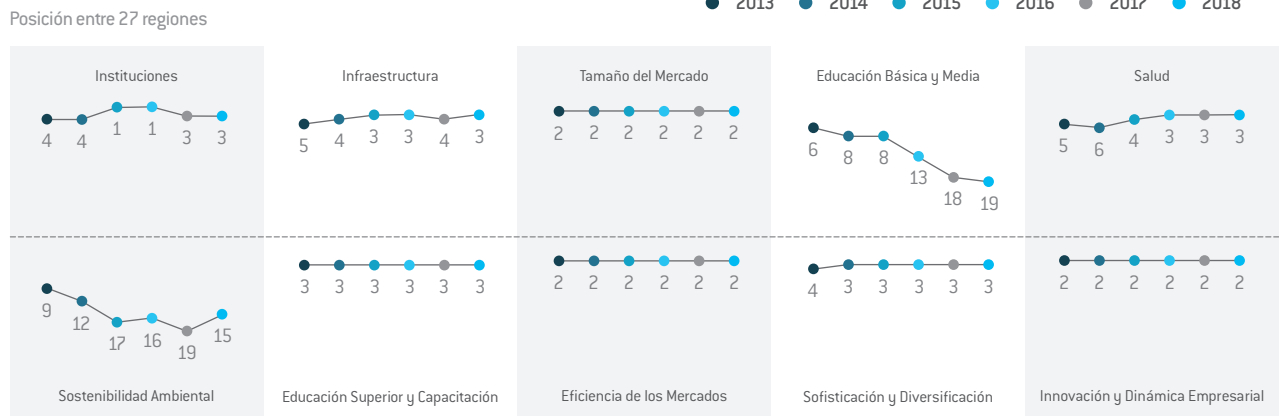 2013 2014 2015 2016 2017 2018
Posición entre 27 regiones
Instituciones
4 4 1 1 3 3
Infraestructura
5 4 3 3 4 3
Tamaño del Mercado
2 2 2 2 2 2
Educación Básica y Media
6 8 8 13 18 19
Salud
5 6 4 3 3 3
9 12 17 16 19 15
Sostenibilidad Ambiental
3 3 3 3 3 3
Educación Superior y Capacitación
2 2 2 2 2 2
Eficiencia de los Mercados
4 3 3 3 3 3
Sofisticación y Diversificación
2 2 2 2 2 2
Innovación y Dinámica Empresarial